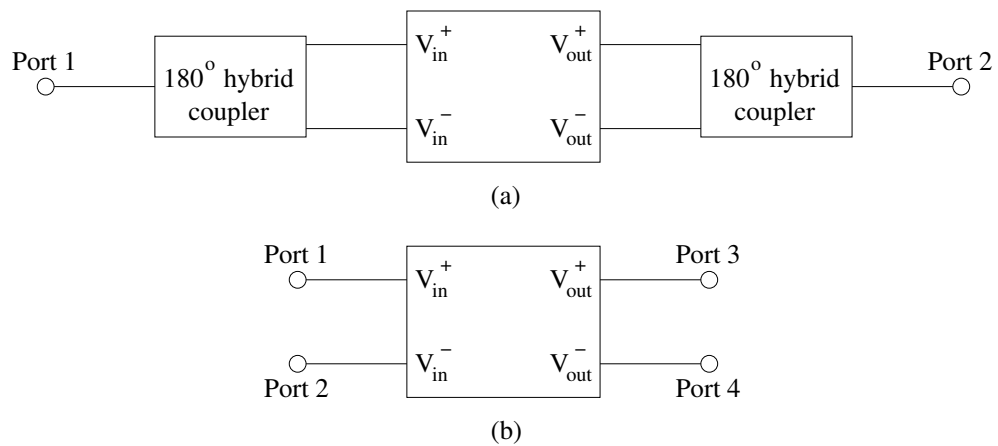 Port 1
180° hybrid
coupler
V_in^+
V_in^−
V_out^+
V_out^−
180° hybrid
coupler
Port 2
(a)
Port 1
Port 2
V_in^+
V_in^−
V_out^+
V_out^−
Port 3
Port 4
(b)